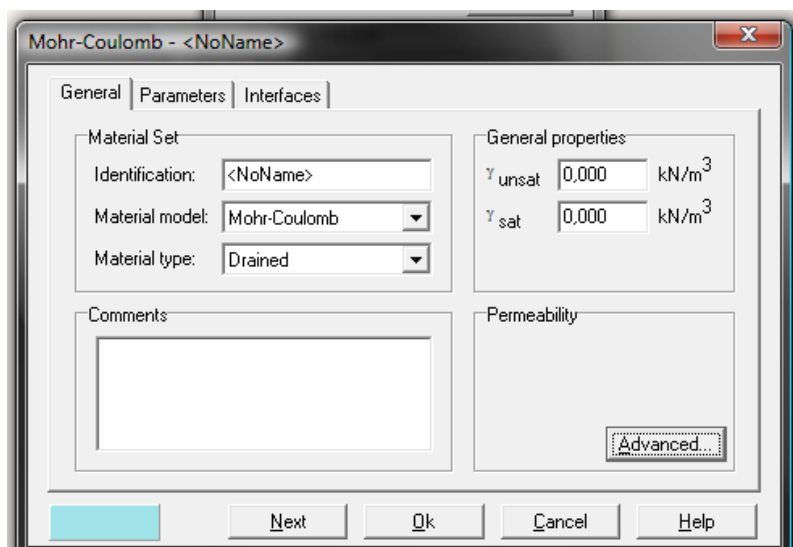 Mohr-Coulomb - <NoName>
General Parameters Interfaces
Material Set
Identification: <NoName>
Material model: Mohr-Coulomb
Material type: Drained
General properties
γ unsat 0,000 kN/m³
γ sat 0,000 kN/m³
Comments
Permeability
Advanced...
Next Ok Cancel Help